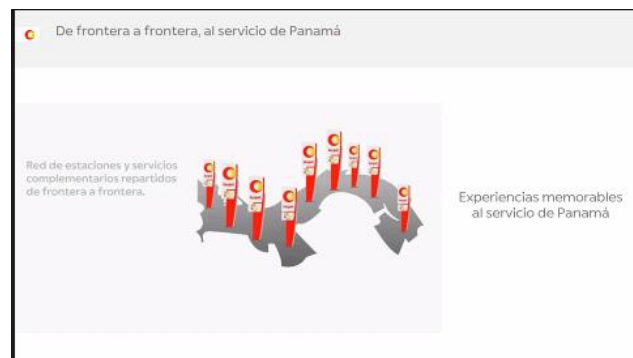 De frontera a frontera, al servicio de Panamá
Red de estaciones y servicios
complementarios repartidos
de frontera a frontera.
Experiencias memorables
al servicio de Panamá